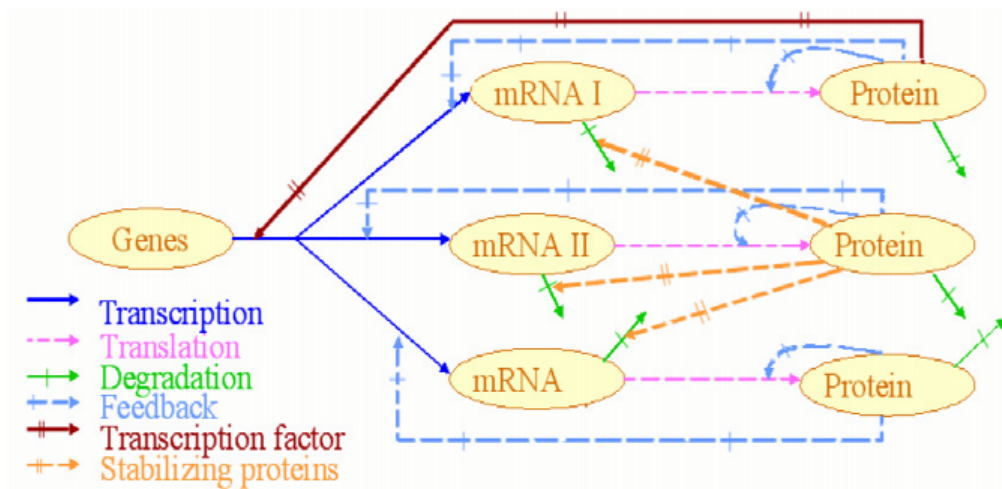 mRNA I
Protein
Genes
mRNA II
Protein
mRNA
Protein
Transcription
Translation
Degradation
Feedback
Transcription factor
Stabilizing proteins